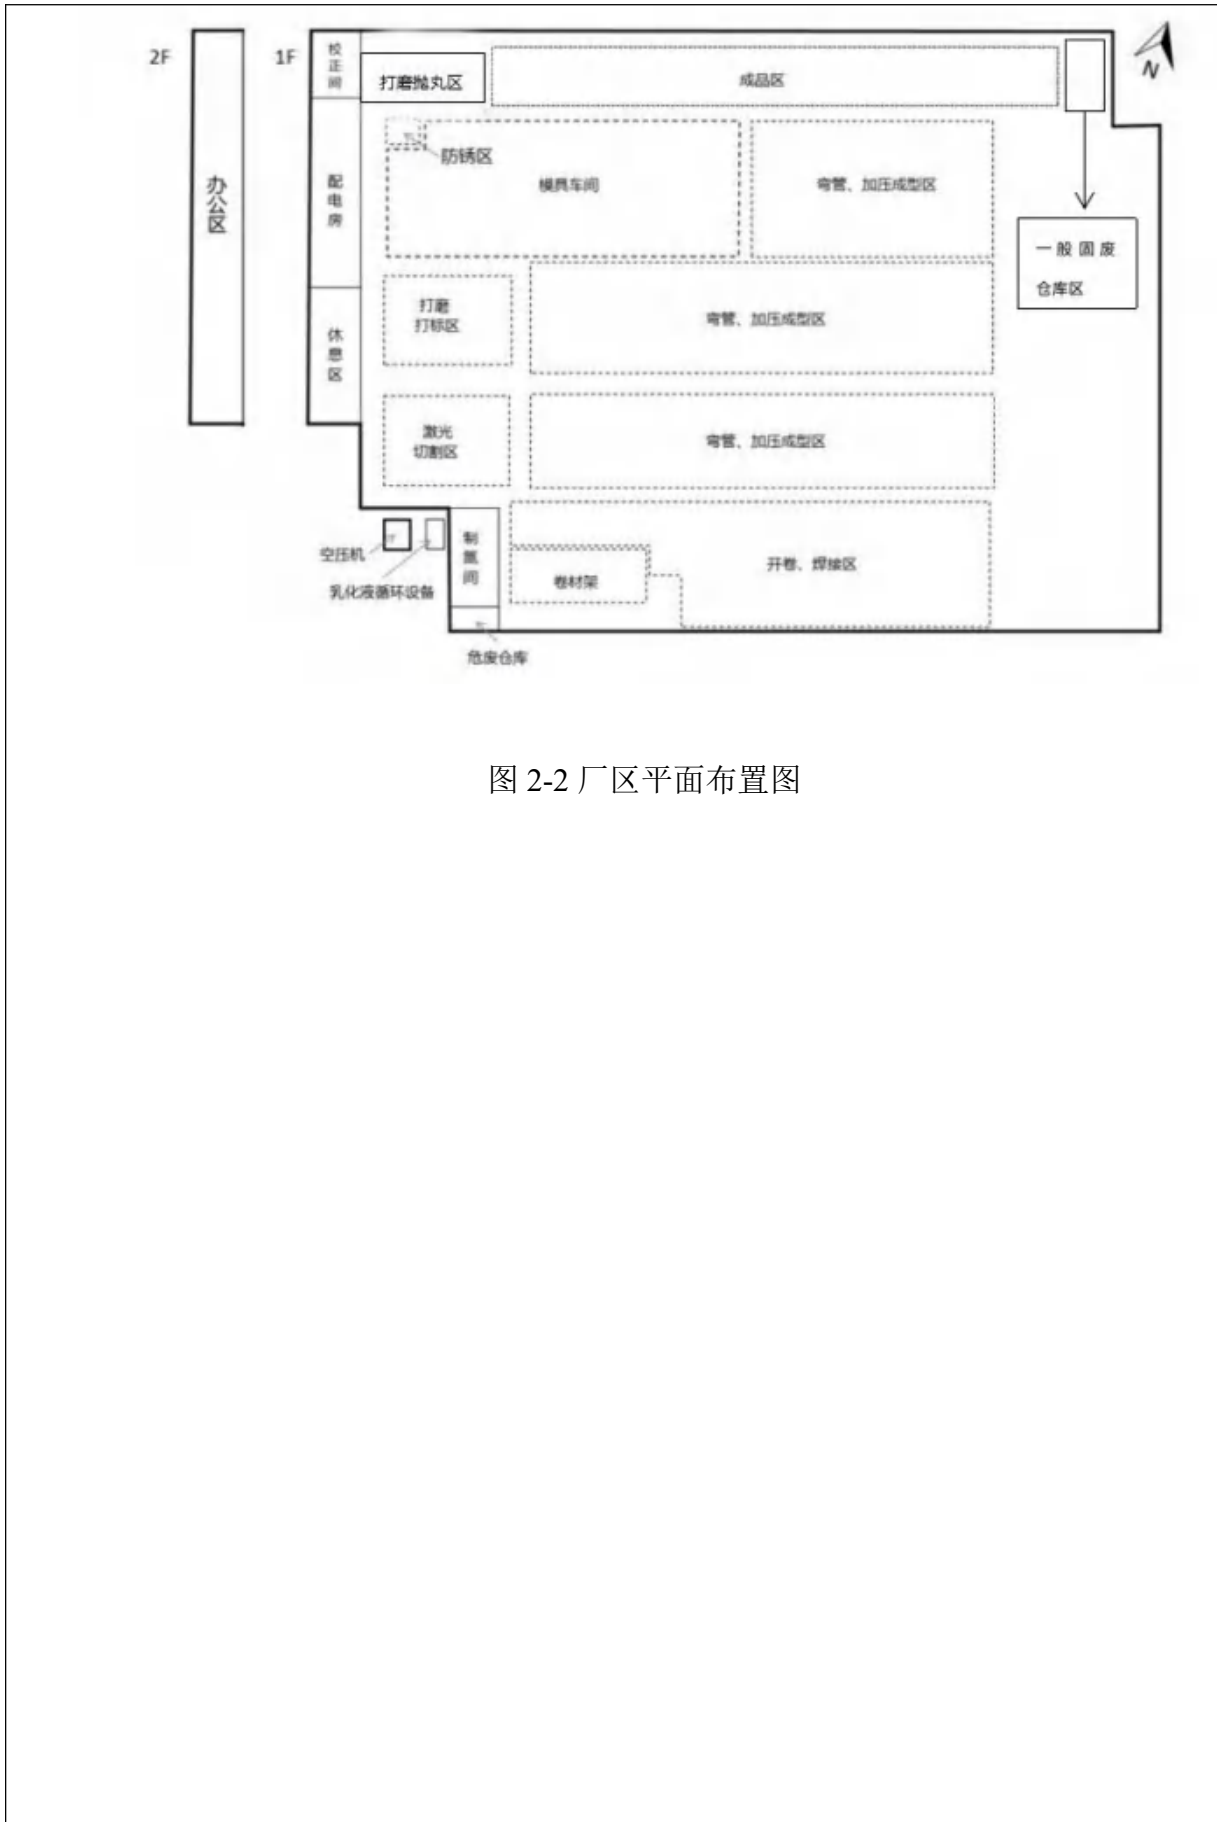 2F
1F
办公区
校正间
配电房
休息区
打磨抛丸区
成品区
N
防锈区
模具车间
弯管、加压成型区
一般固废
仓库区
打磨
打标区
弯管、加压成型区
激光
切割区
弯管、加压成型区
空压机
乳化液循环设备
制氮间
卷材架
开卷、焊接区
危废仓库
图 2-2 厂区平面布置图